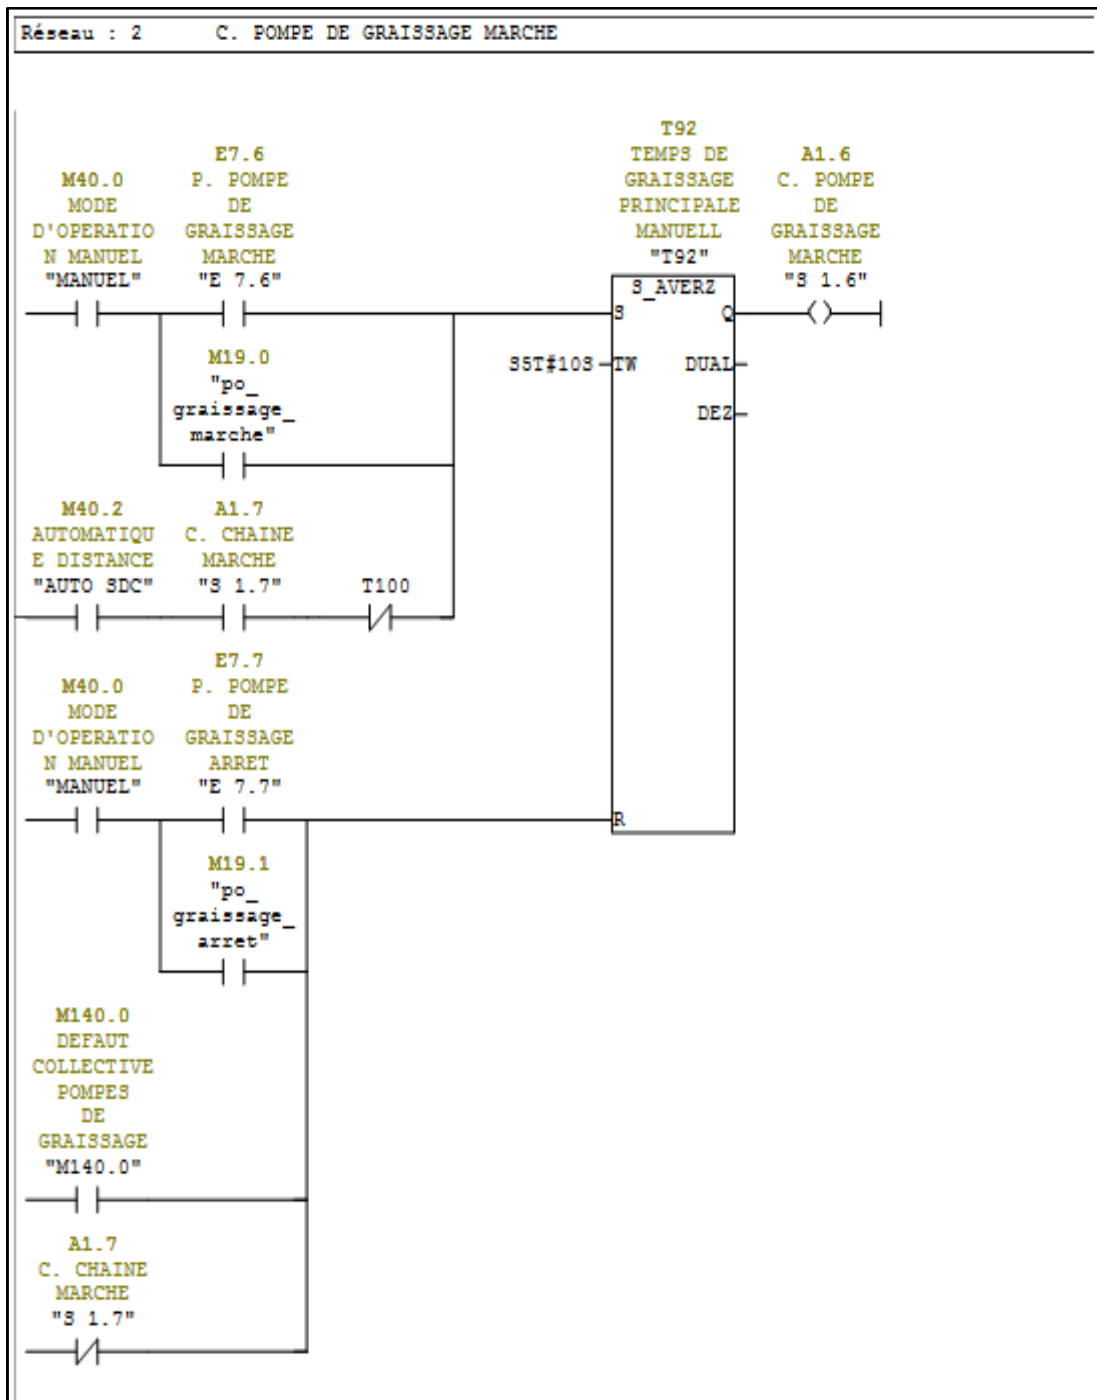 Réseau : 2 C. POMPE DE GRAISSAGE MARCHE
M40.0
MODE
D'OPERATIO
N MANUEL
"MANUEL"
E7.6
P. POMPE
DE
GRAISSAGE
MARCHE
"E 7.6"
T92
TEMPS DE
GRAISSAGE
PRINCIPALE
MANUELL
"T92"
A1.6
C. POMPE
DE
GRAISSAGE
MARCHE
"S 1.6"
S_AVERZ
S
Q
M19.0
"po_
graissage_
marche"
S5T#10S
TW
DUAL
DEZ
M40.2
AUTOMATIQU
E DISTANCE
"AUTO SDC"
A1.7
C. CHAINE
MARCHE
"S 1.7"
T100
M40.0
MODE
D'OPERATIO
N MANUEL
"MANUEL"
E7.7
P. POMPE
DE
GRAISSAGE
ARRET
"E 7.7"
R
M19.1
"po_
graissage_
arret"
M140.0
DEFAUT
COLLECTIVE
POMPES
DE
GRAISSAGE
"M140.0"
A1.7
C. CHAINE
MARCHE
"S 1.7"